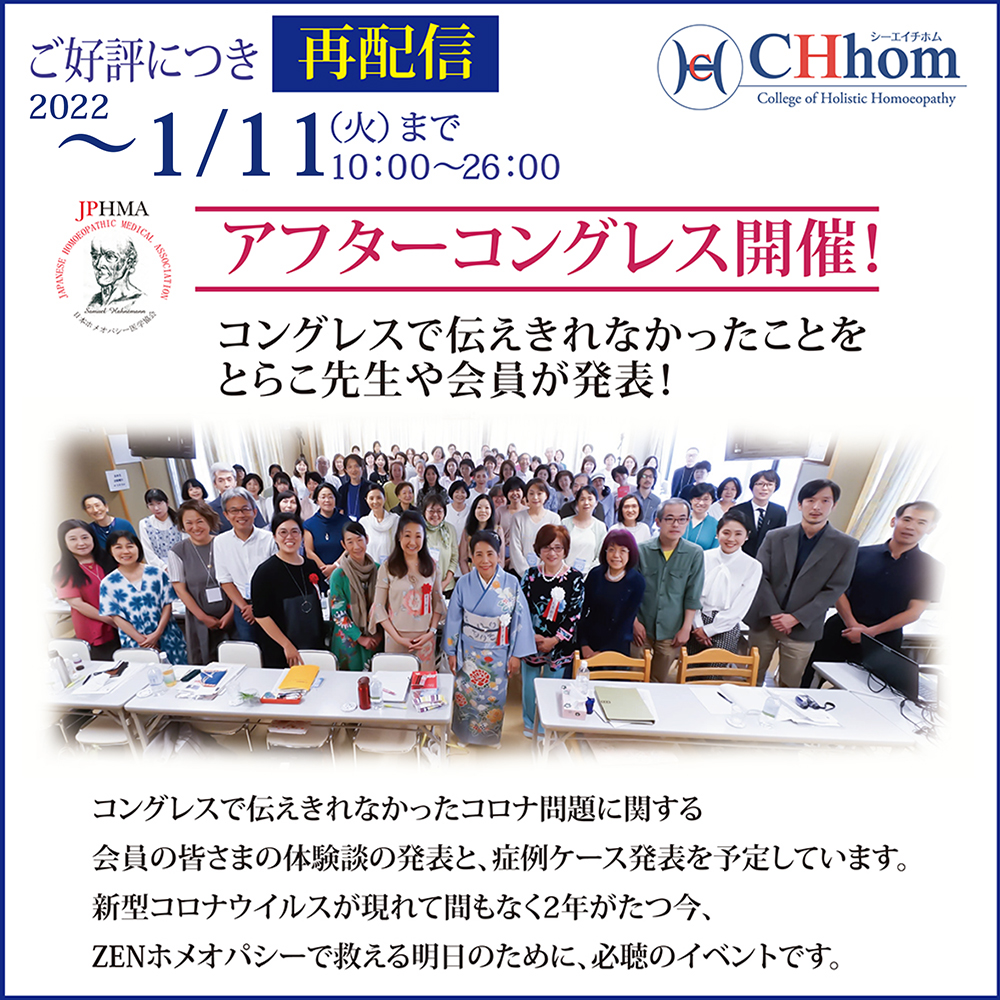 ご好評につき 再配信
2022
～1/11（火）まで
10：00～26：00
シーエイチホム
CHhom
College of Holistic Homoeopathy
JPHMA
JAPANESE HOMOEOPATHIC MEDICAL ASSOCIATION
Samuel Hahnemann
日本ホメオパシー医学協会
アフターコングレス開催！
コングレスで伝えきれなかったことを
とらこ先生や会員が発表！
コングレスで伝えきれなかったコロナ問題に関する
会員の皆さまの体験談の発表と、症例ケース発表を予定しています。
新型コロナウイルスが現れて間もなく2年がたつ今、
ZENホメオパシーで救える明日のために、必聴のイベントです。